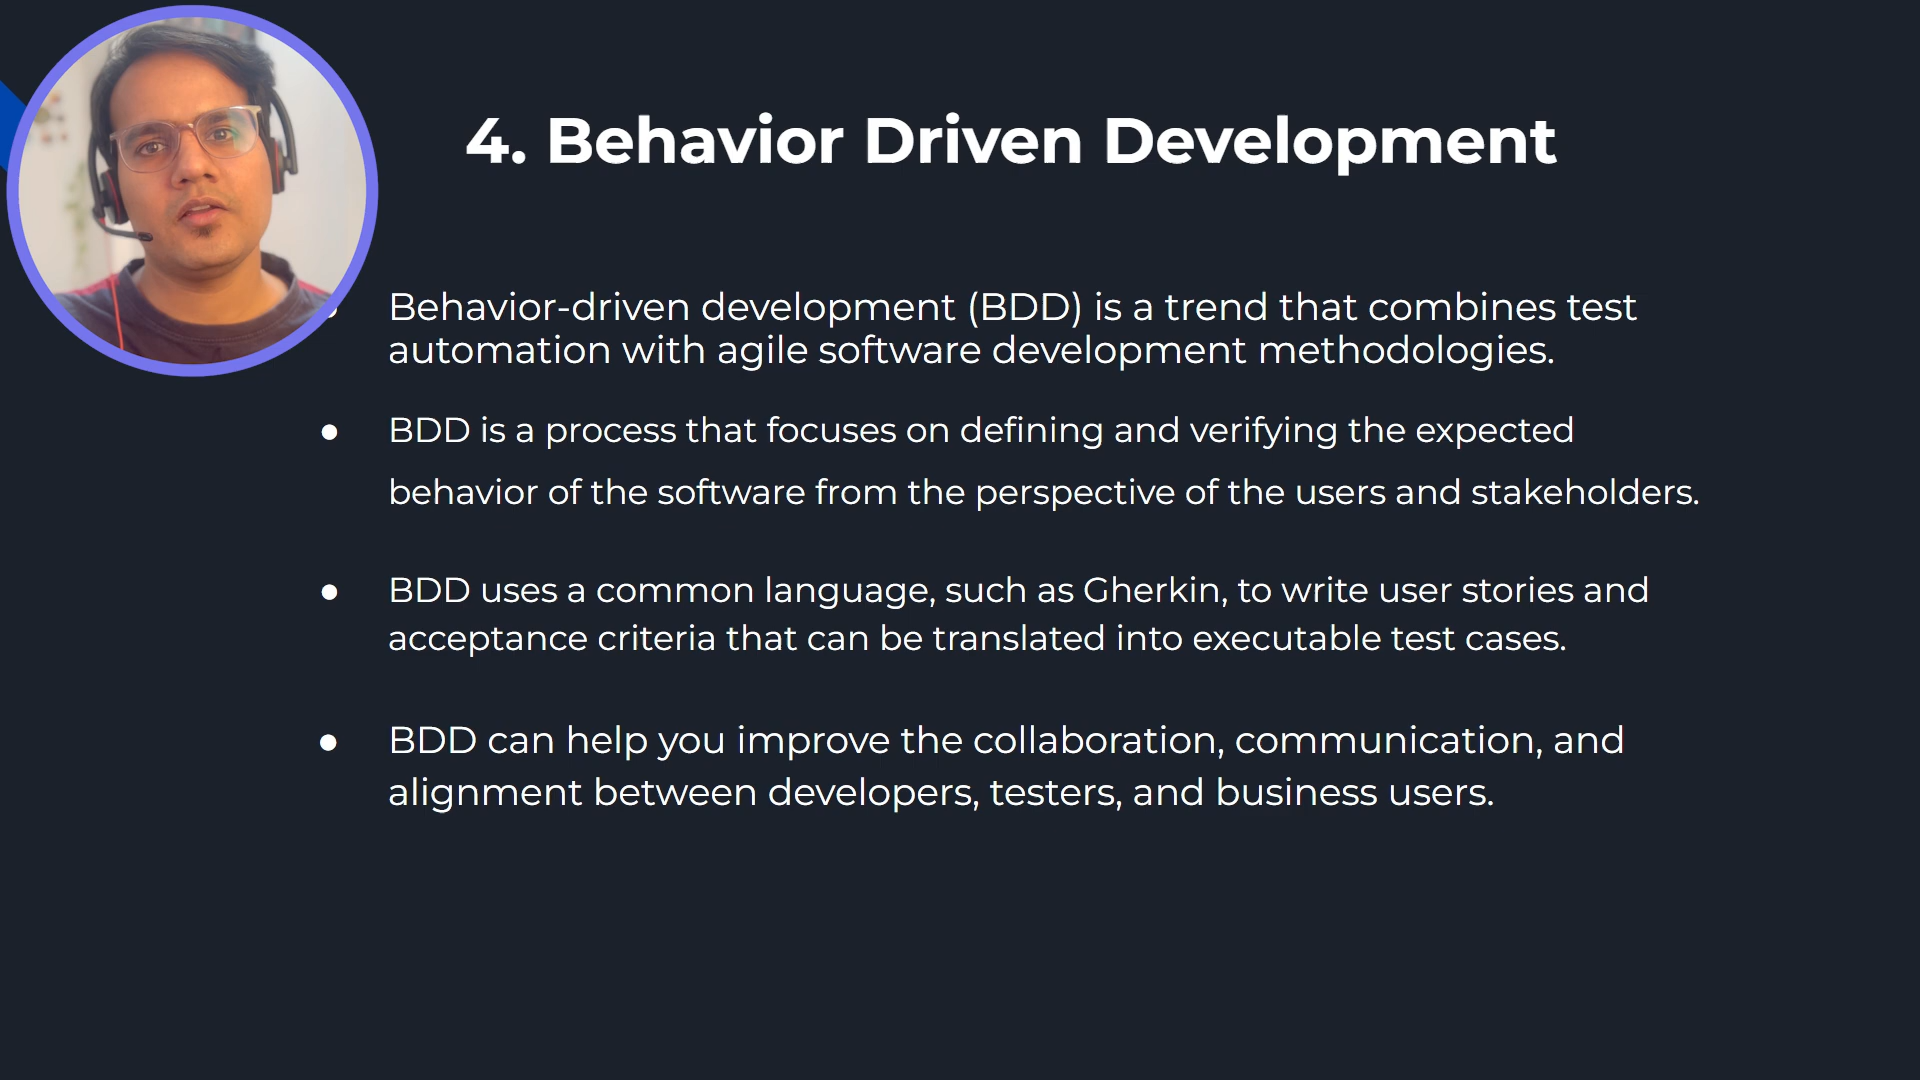 4. Behavior Driven Development
Behavior-driven development (BDD) is a trend that combines test
automation with agile software development methodologies.
● BDD is a process that focuses on defining and verifying the expected
behavior of the software from the perspective of the users and stakeholders.
● BDD uses a common language, such as Gherkin, to write user stories and
acceptance criteria that can be translated into executable test cases.
● BDD can help you improve the collaboration, communication, and
alignment between developers, testers, and business users.